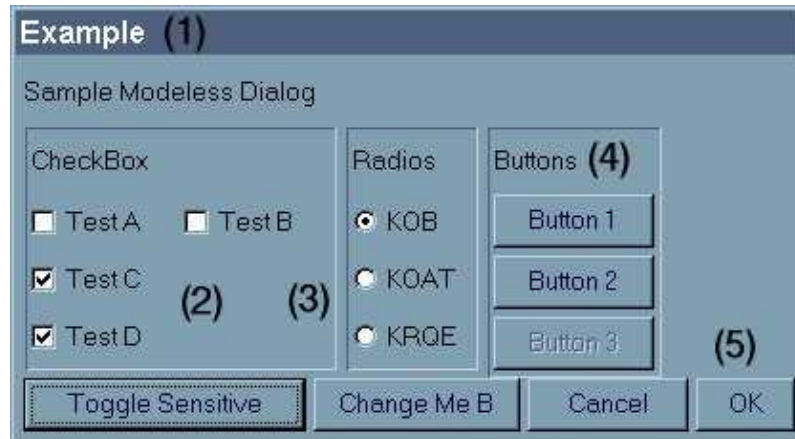 Example (1)
Sample Modeless Dialog
CheckBox Radios Buttons (4)
Test A Test B KOB Button 1
Test C (2) (3) KOAT Button 2
Test D KRQE Button 3 (5)
Toggle Sensitive Change Me B Cancel OK